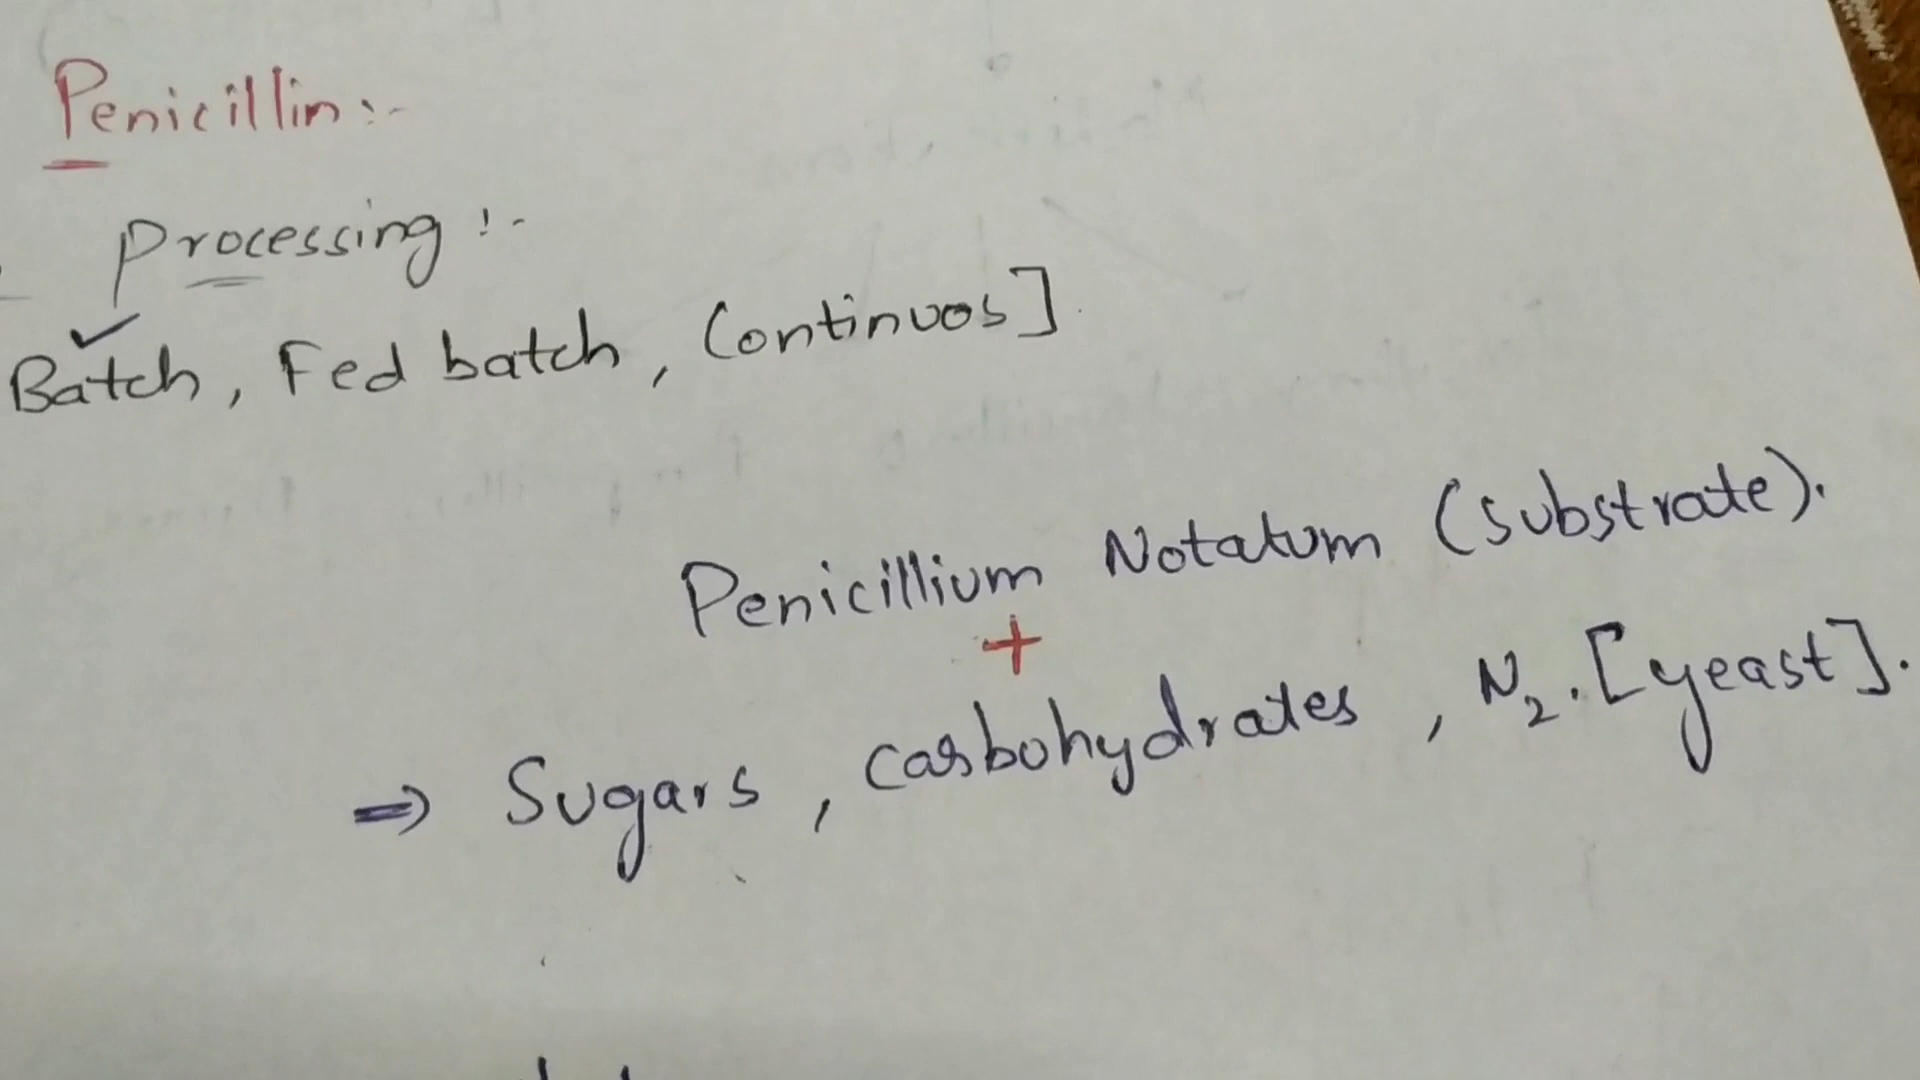 Penicillin :-
Processing :-
Batch, Fed batch, Continuos]
Penicillium Notatum (substrate).
+
⇒ Sugars, carbohydrates, N₂. [yeast].